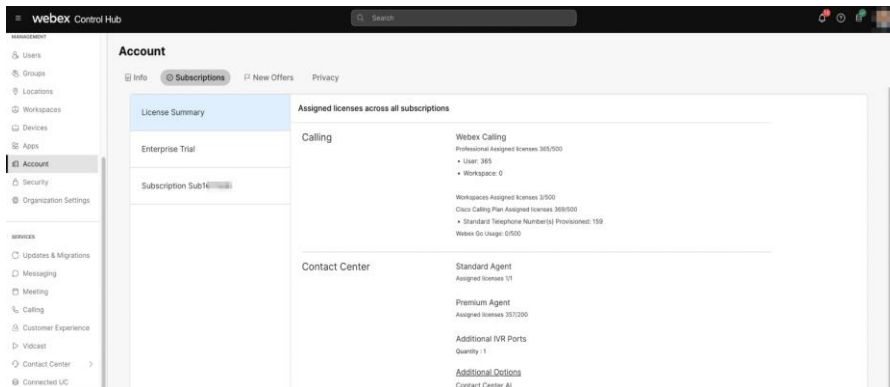 webex Control Hub
Search
MANAGEMENT
Users
Groups
Locations
Workspaces
Devices
Apps
Account
Security
Organization Settings
SERVICES
Updates & Migrations
Messaging
Meeting
Calling
Customer Experience
Vidcast
Contact Center
Connected UC
Account
Info
Subscriptions
New Offers
Privacy
License Summary
Enterprise Trial
Subscription Sub1
Assigned licenses across all subscriptions
Calling
Webex Calling
Professional Assigned licenses 365/500
• User: 365
• Workspace: 0
Workspaces Assigned licenses 3/500
Cisco Calling Plan Assigned licenses 369/500
• Standard Telephone Number(s) Provisioned: 159
Webex Go Usage: 0/500
Contact Center
Standard Agent
Assigned licenses 1/1
Premium Agent
Assigned licenses 357/200
Additional IVR Ports
Quantity : 1
Additional Options
Contact Center AI